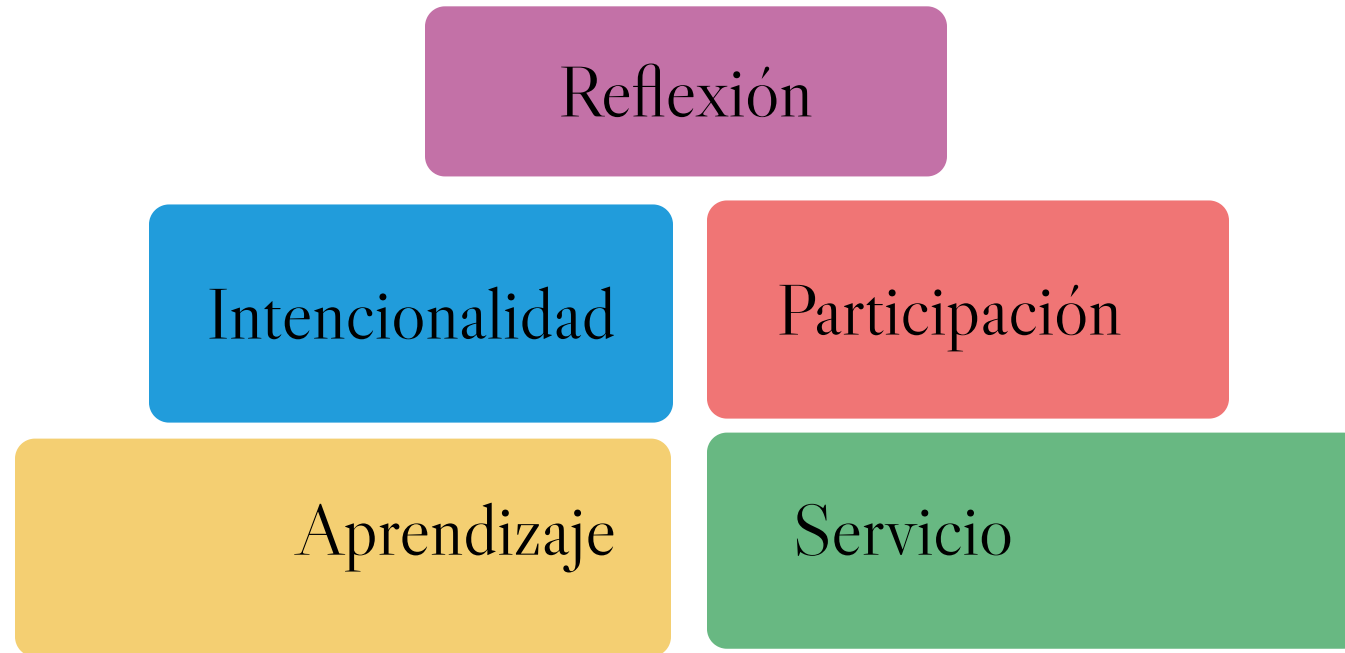 Reflexión
Intencionalidad
Participación
Aprendizaje
Servicio